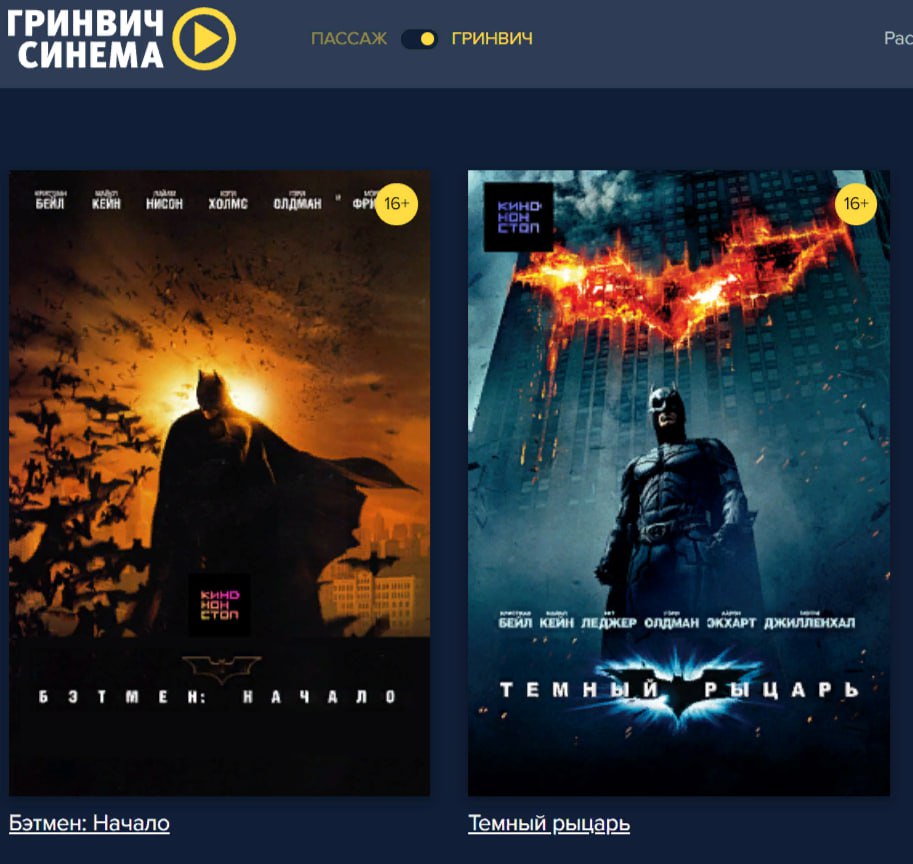 ГРИНВИЧ
СИНЕМА
ПАССАЖ ГРИНВИЧ
Рас
КРИСТИАН МАЙКЛ ЛИАМ КЭТИ ГЭРИ
БЕЙЛ КЕЙН НИСОН ХОЛМС ОЛДМАН И ФРИ
16+
КИНО
НОН
СТОП
БЭТМЕН: НАЧАЛО
Бэтмен: Начало
КИНО
НОН
СТОП
16+
КРИСТИАН МАЙКЛ ХИТ ГЭРИ ААРОН МЭГГИ
БЕЙЛ КЕЙН ЛЕДЖЕР ОЛДМАН ЭКХАРТ ДЖИЛЛЕНХАЛ
ТЕМНЫЙ РЫЦАРЬ
Темный рыцарь